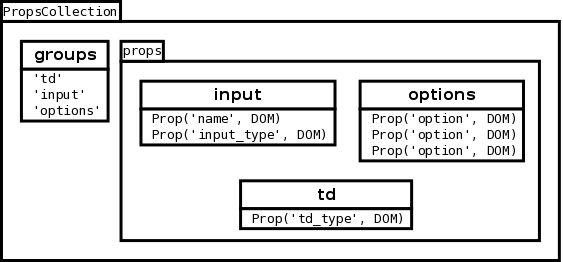 PropsCollection
groups
'td'
'input'
'options'
props
input
Prop('name', DOM)
Prop('input_type', DOM)
options
Prop('option', DOM)
Prop('option', DOM)
Prop('option', DOM)
td
Prop('td_type', DOM)